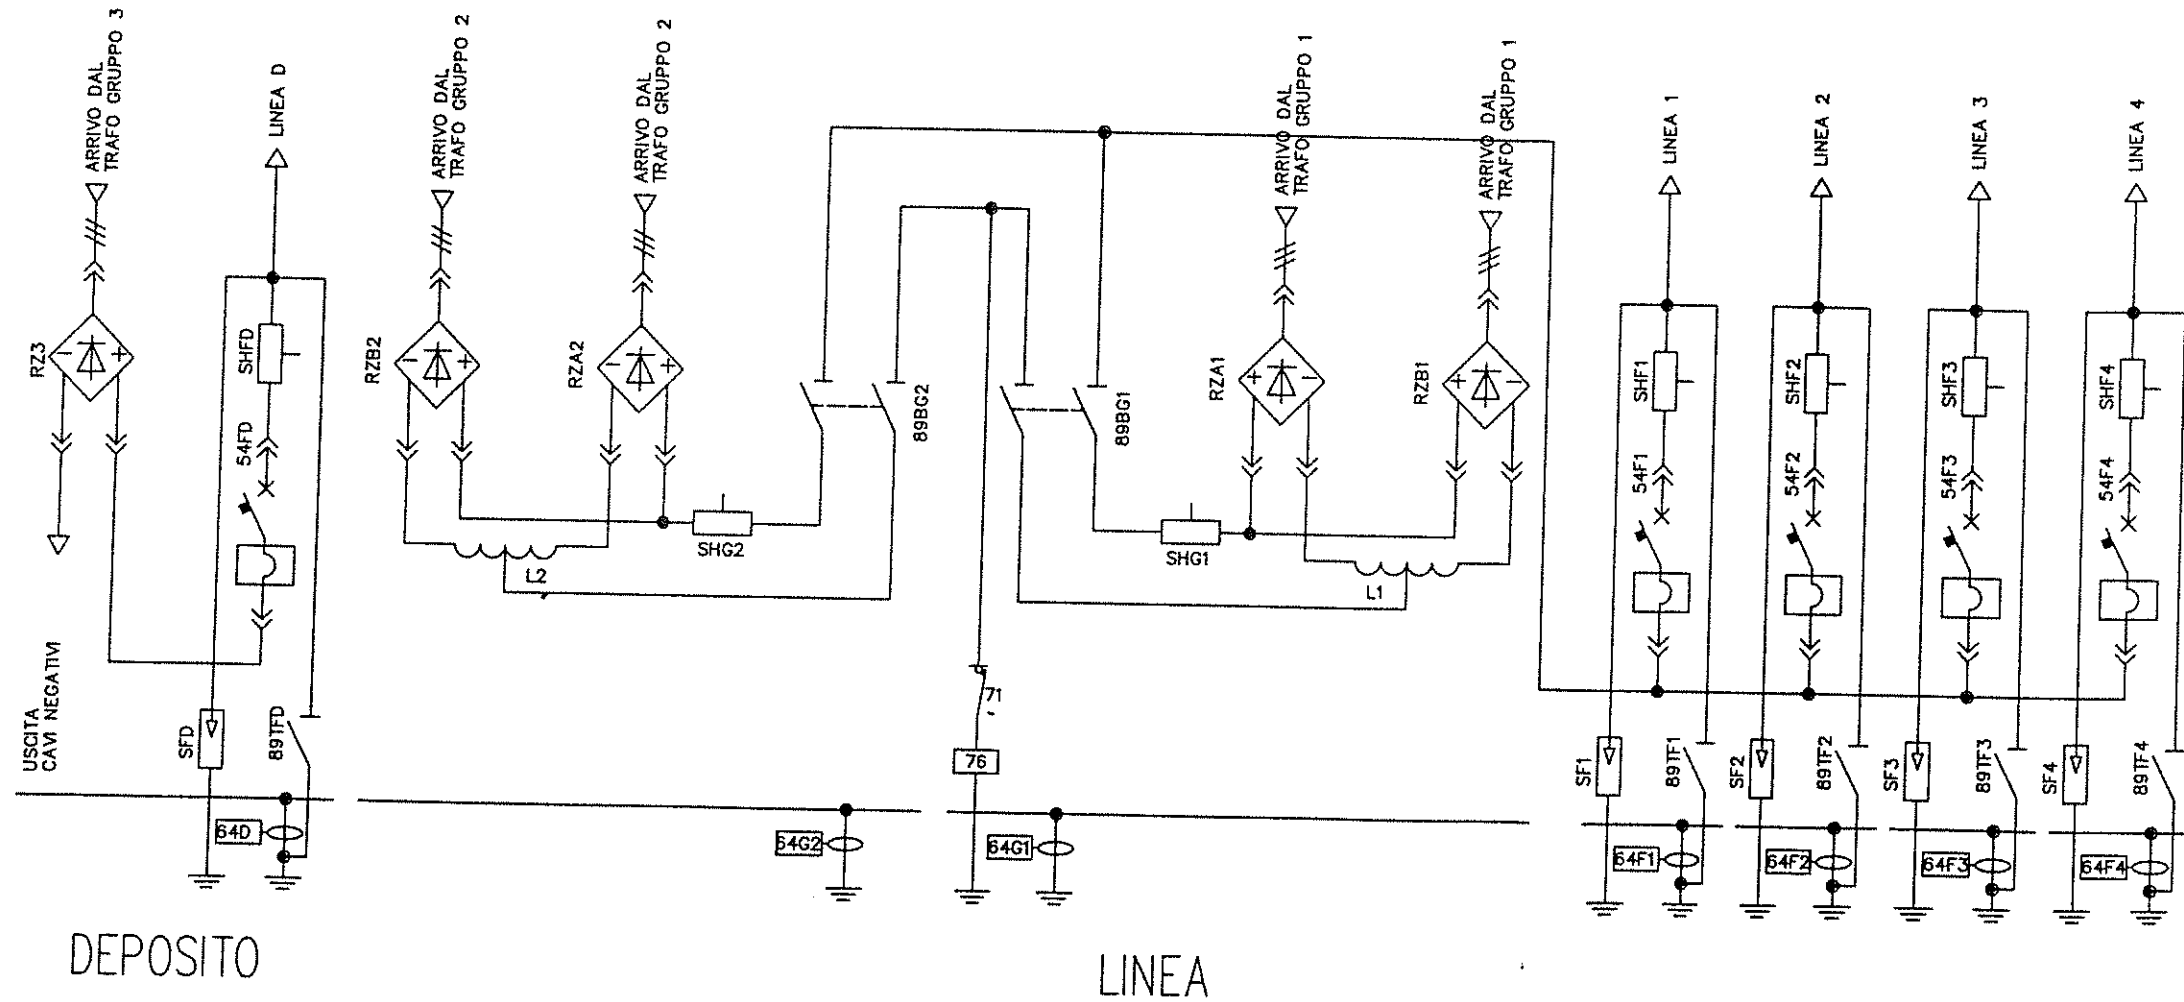 ARRIVO DAL
TRAFO GRUPPO 3
LINEA D
ARRIVO DAL
TRAFO GRUPPO 2
ARRIVO DAL
TRAFO GRUPPO 2
ARRIVO DAL
TRAFO GRUPPO 1
ARRIVO DAL
TRAFO GRUPPO 1
LINEA 1
LINEA 2
LINEA 3
LINEA 4
RZ3
SHFD
54FD
RZB2
RZA2
89BG2
89BG1
RZA1
RZB1
SHF1
SHF2
SHF3
SHF4
54F1
54F2
54F3
54F4
SHG2
L2
SHG1
L1
USCITA
CAVI NEGATIVI
SFD
89TFD
71
76
SF1
89TF1
SF2
89TF2
SF3
89TF3
SF4
89TF4
64D
64G2
64G1
64F1
64F2
64F3
64F4
DEPOSITO
LINEA